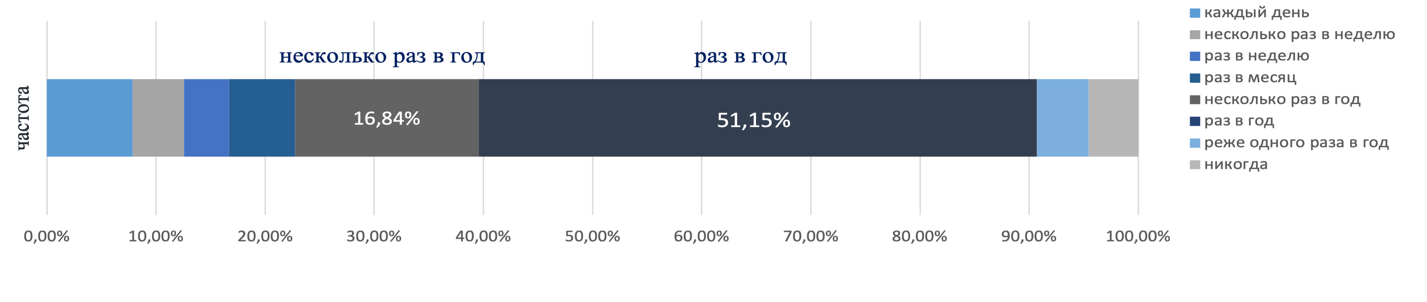 несколько раз в год
раз в год
частота
16,84%
51,15%
0,00%
10,00%
20,00%
30,00%
40,00%
50,00%
60,00%
70,00%
80,00%
90,00%
100,00%
каждый день
несколько раз в неделю
раз в неделю
раз в месяц
несколько раз в год
раз в год
реже одного раза в год
никогда